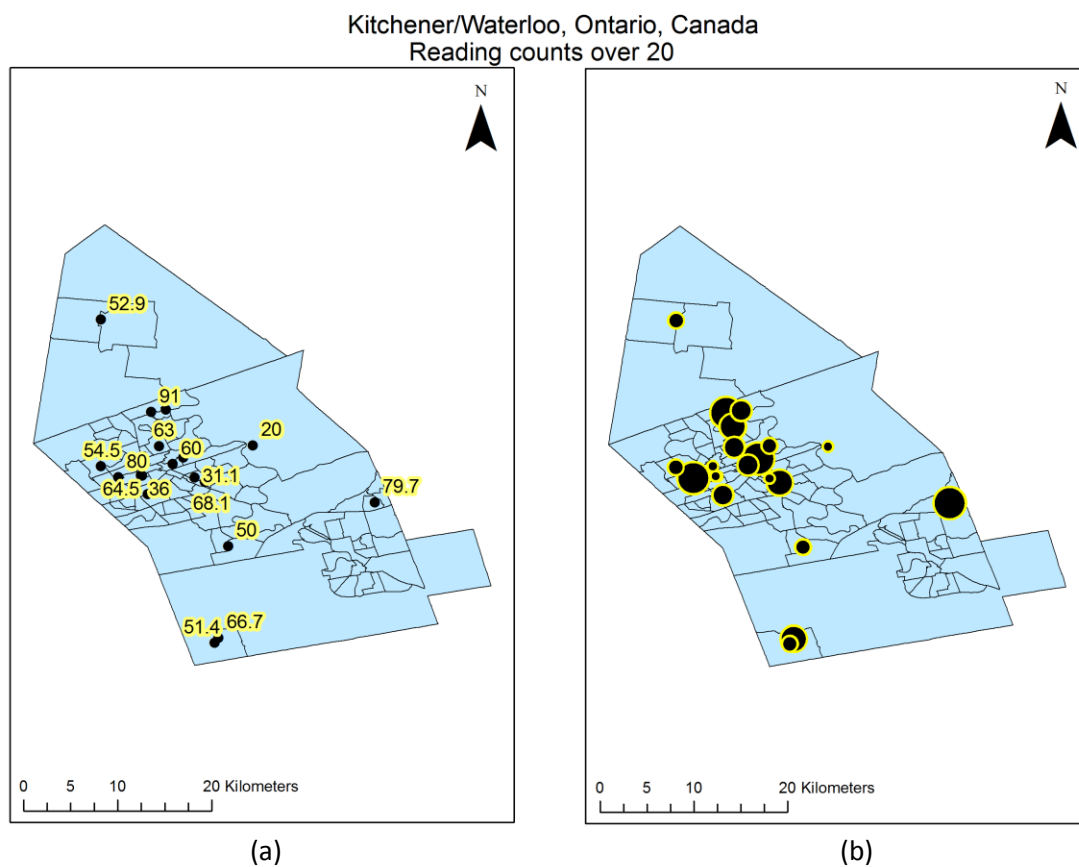 Kitchener/Waterloo, Ontario, Canada
Reading counts over 20
N
52.9
91
63
60
20
54.5
80
31.1
64.5
36
68.1
79.7
50
51.4
66.7
0 5 10 20 Kilometers
(a)
N
0 5 10 20 Kilometers
(b)